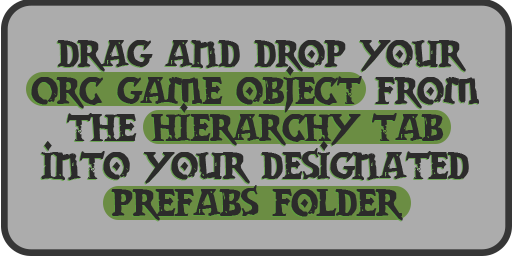 DRAG AND DROP YOUR
ORC GAME OBJECT FROM
THE HIERARCHY TAB
INTO YOUR DESIGNATED
PREFABS FOLDER